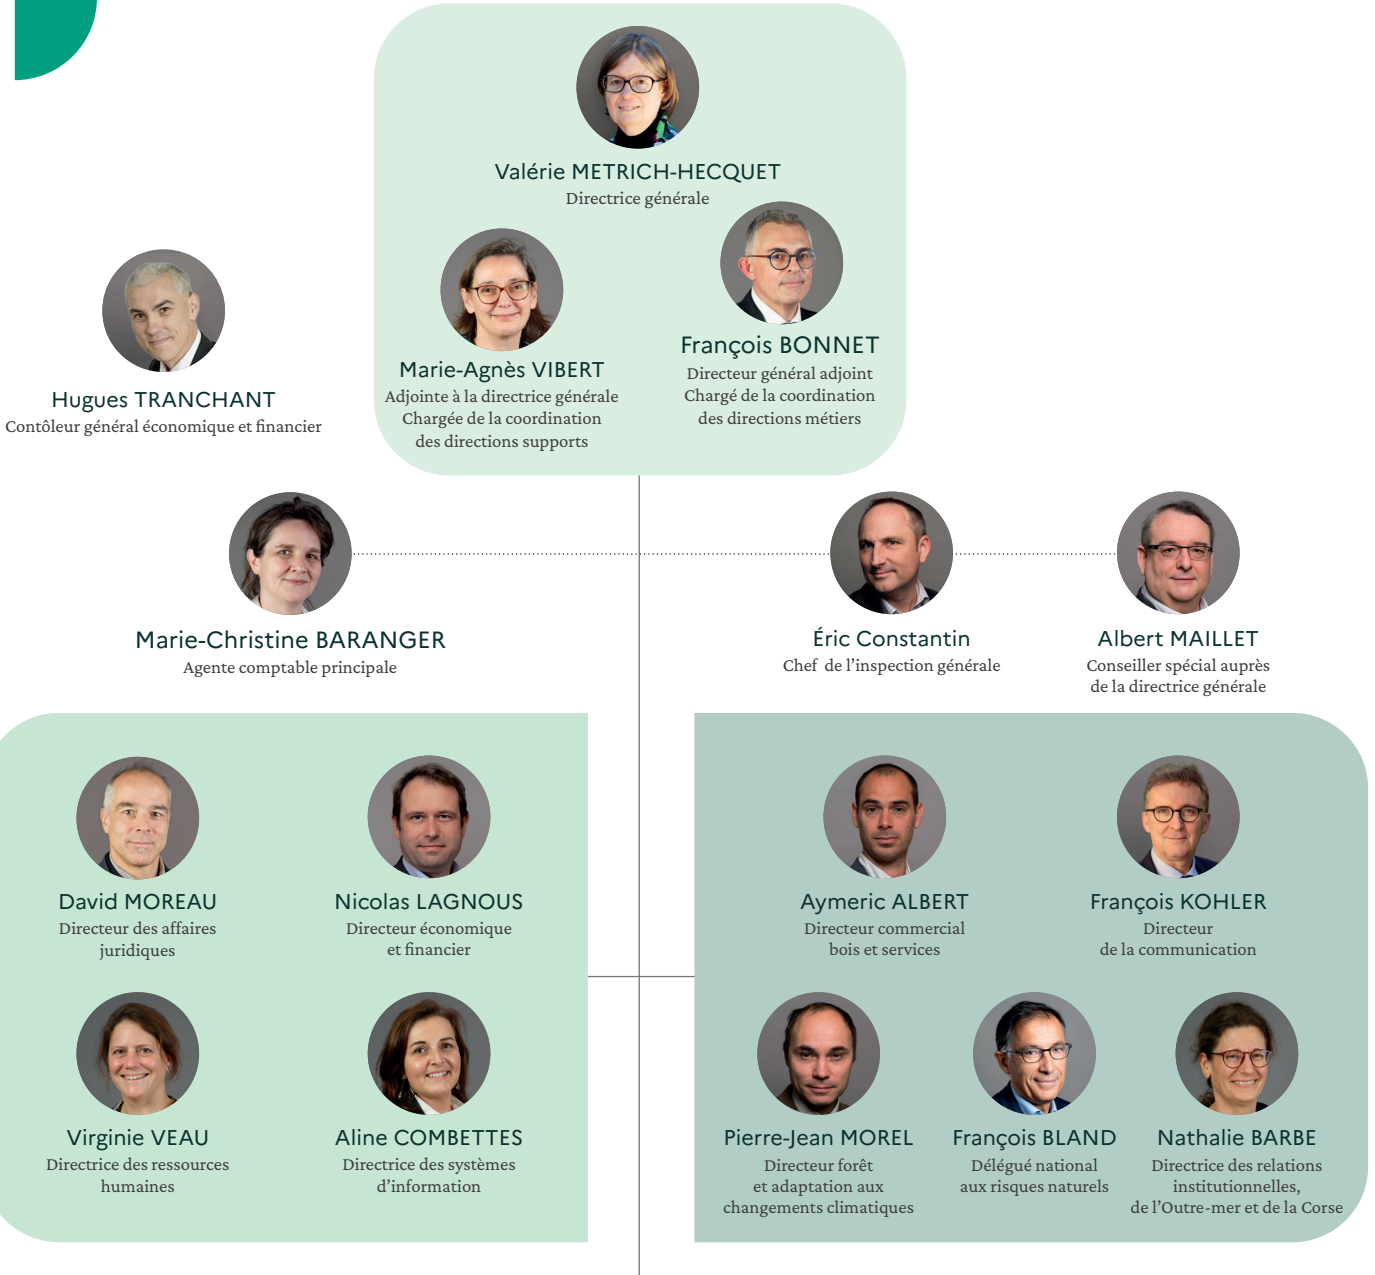 Valérie METRICH-HECQUET
Directrice générale
Hugues TRANCHANT
Contôleur général économique et financier
Marie-Agnès VIBERT
Adjointe à la directrice générale
Chargée de la coordination
des directions supports
François BONNET
Directeur général adjoint
Chargé de la coordination
des directions métiers
Marie-Christine BARANGER
Agente comptable principale
Éric Constantin
Chef de l’inspection générale
Albert MAILLET
Conseiller spécial auprès
de la directrice générale
David MOREAU
Directeur des affaires
juridiques
Nicolas LAGNOUS
Directeur économique
et financier
Virginie VEAU
Directrice des ressources
humaines
Aline COMBETTES
Directrice des systèmes
d’information
Aymeric ALBERT
Directeur commercial
bois et services
François KOHLER
Directeur
de la communication
Pierre-Jean MOREL
Directeur forêt
et adaptation aux
changements climatiques
François BLAND
Délégué national
aux risques naturels
Nathalie BARBE
Directrice des relations
institutionnelles,
de l’Outre-mer et de la Corse